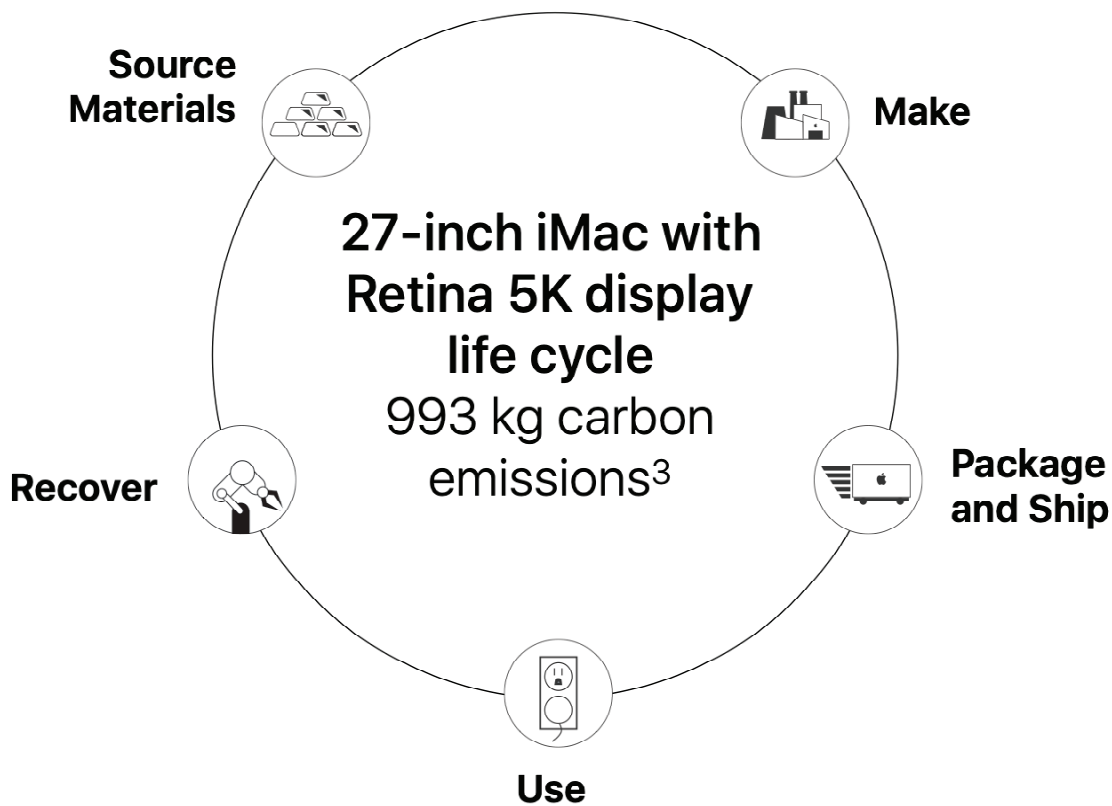 Source
Materials
Make
27-inch iMac with
Retina 5K display
life cycle
993 kg carbon
emissions³
Recover
Package
and Ship
Use